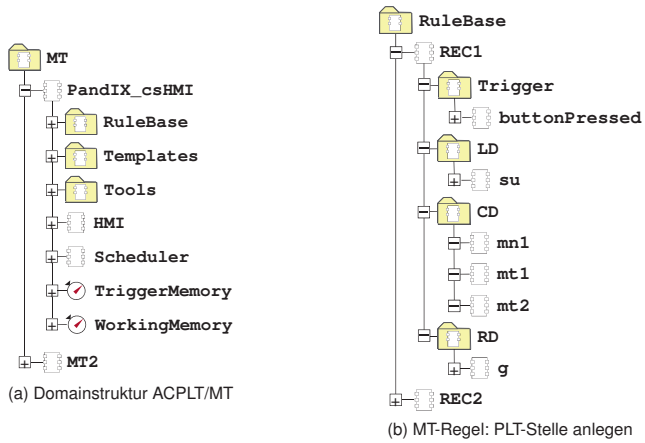 MT
PandIX_csHMI
RuleBase
Templates
Tools
HMI
Scheduler
TriggerMemory
WorkingMemory
MT2
(a) Domainstruktur ACPLT/MT
RuleBase
REC1
Trigger
buttonPressed
LD
su
CD
mn1
mt1
mt2
RD
g
REC2
(b) MT-Regel: PLT-Stelle anlegen